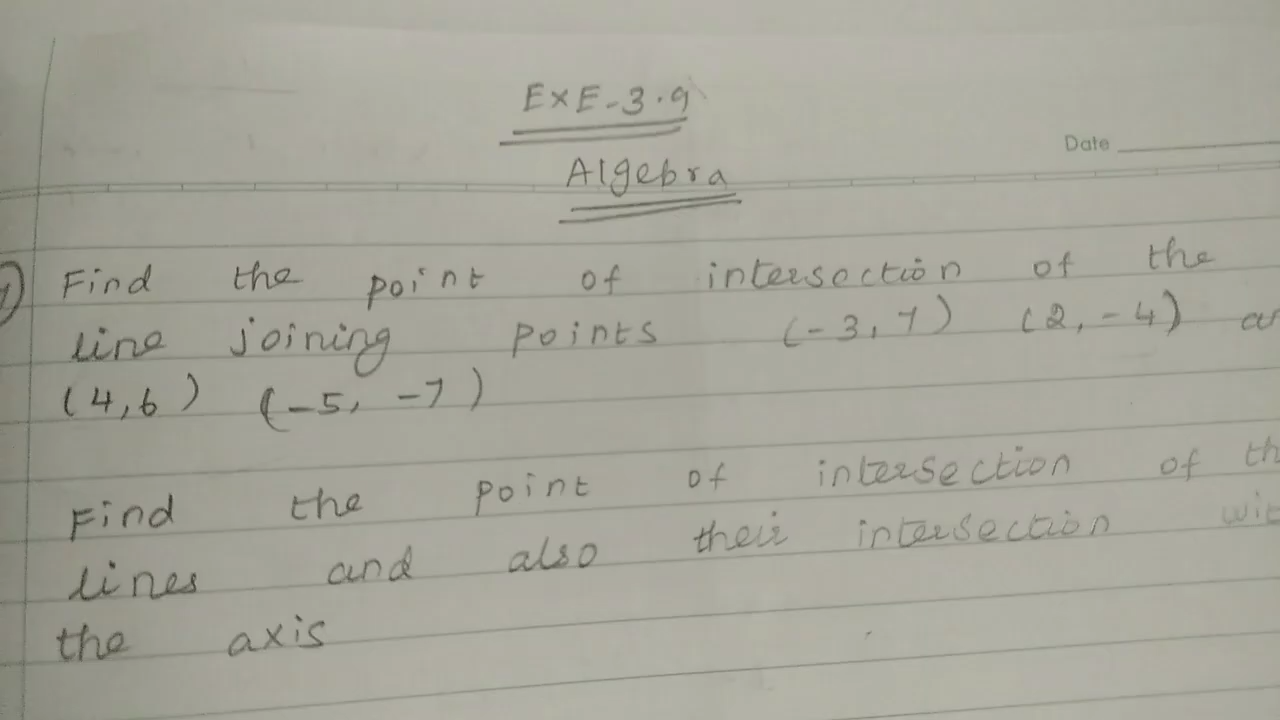 EXE-3.9
Algebra
Date
1) Find the point of intersection of the
line joining points (-3,7) (2,-4)
(4,6) (-5,-7)
Find the point of intersection of
lines and also their intersection
the axis